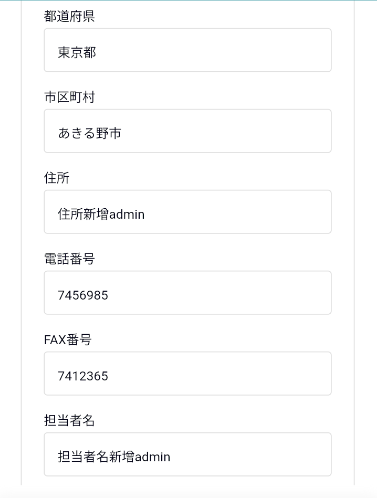 都道府県
東京都
市区町村
あきる野市
住所
住所新増admin
電話番号
7456985
FAX番号
7412365
担当者名
担当者名新増admin